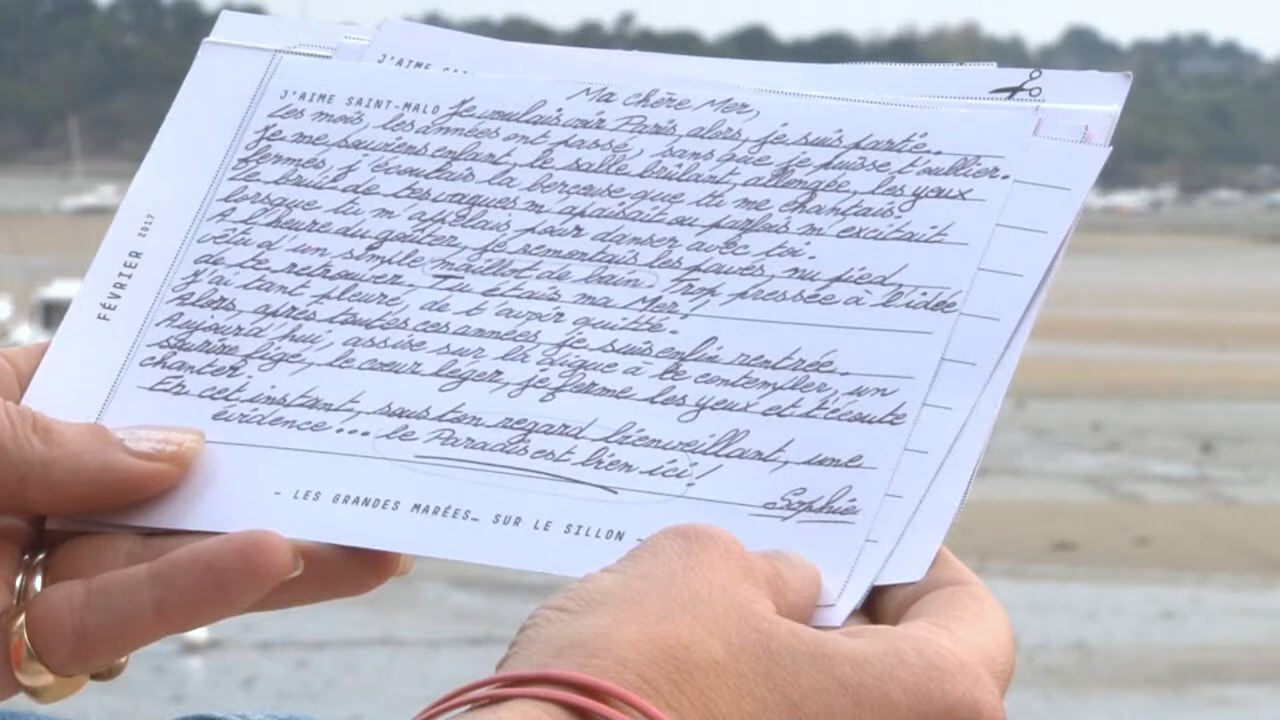 J'AIME
Ma chère Mer,
J'AIME SAINT-MALO Je voulais voir Paris alors, je suis partie..
Les mois, les années ont passé, sans que je puisse t'oublier.
Je me souviens enfant, le sable brûlant, allongée, les yeux
fermés, j'écoutais la berceuse que tu me chantais.
Le bruit de tes vagues m'apaisait ou parfois m'excitait
lorsque tu m'appelais pour danser avec toi.
A l'heure du goûter, je remontais les pavés, nu pied,
vêtu d'un simple maillot de bain. Trop pressée à l'idée
de te retrouver. Tu étais ma Mer.
J'ai tant pleuré, de t'avoir quitté.
Alors, après toutes ces années, je suis enfin rentrée..
Aujourd'hui, assise sur la digue à te contempler, un
sourire figé, le cœur léger, je ferme les yeux et t'écoute
chanter.
En cet instant, sous ton regard bienveillant, une
évidence... le Paradis est bien ici!
Sophie
- LES GRANDES MARÉES_ SUR LE SILLON -
FÉVRIER 2017